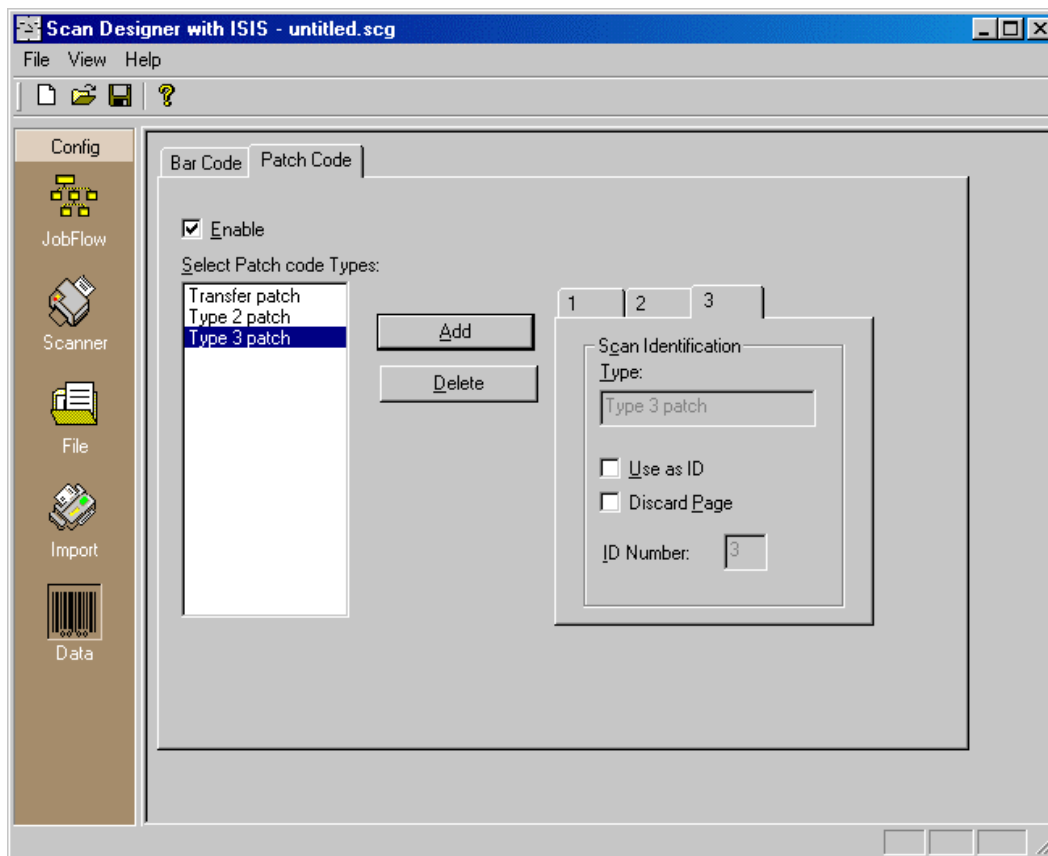 Scan Designer with ISIS - untitled.scg
File View Help
Config
JobFlow
Scanner
File
Import
Data
Bar Code Patch Code
Enable
Select Patch code Types:
Transfer patch
Type 2 patch
Type 3 patch
Add
Delete
1 2 3
Scan Identification
Type:
Type 3 patch
Use as ID
Discard Page
ID Number: 3